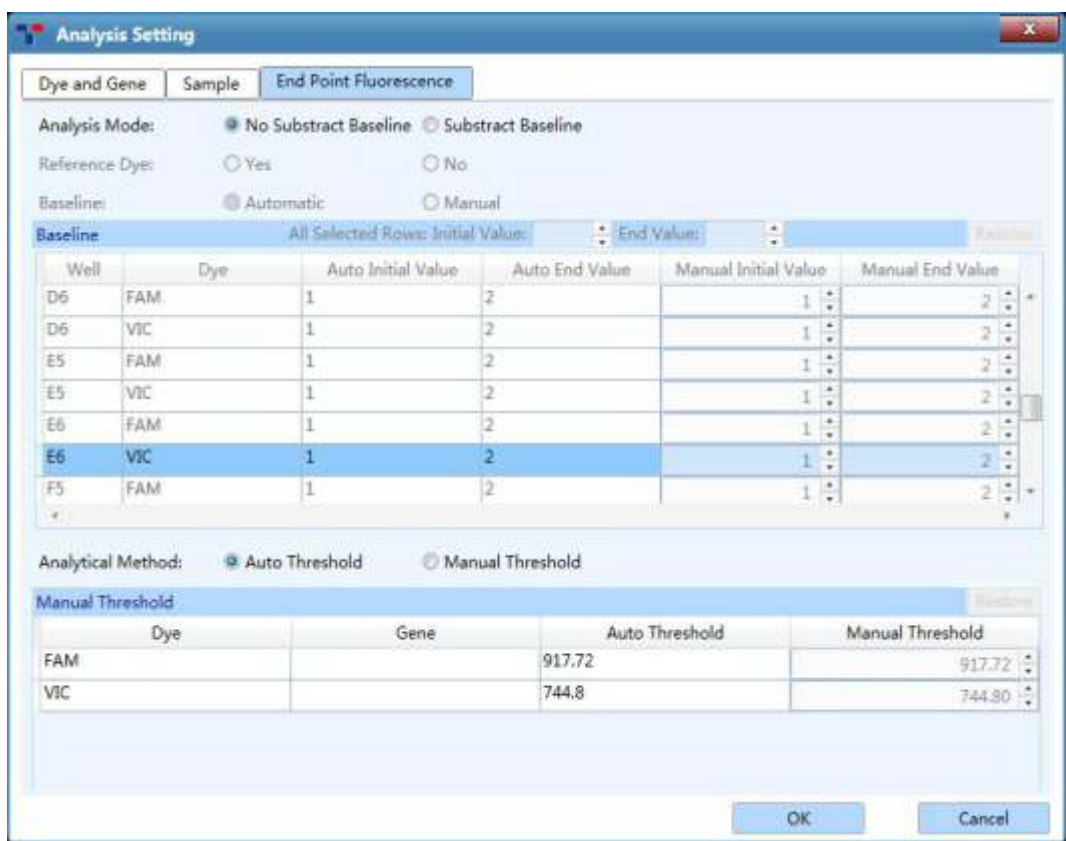 Analysis Setting
x
Dye and Gene Sample End Point Fluorescence
Analysis Mode: No Substract Baseline Substract Baseline
Reference Dye: Yes No
Baseline: Automatic Manual
Baseline All Selected Rows: Initial Value: End Value: Restore
Well Dye Auto Initial Value Auto End Value Manual Initial Value Manual End Value
D6 FAM 1 2 1 2
D6 VIC 1 2 1 2
E5 FAM 1 2 1 2
E5 VIC 1 2 1 2
E6 FAM 1 2 1 2
E6 VIC 1 2 1 2
F5 FAM 1 2 1 2
Analytical Method: Auto Threshold Manual Threshold
Manual Threshold Restore
Dye Gene Auto Threshold Manual Threshold
FAM 917.72 917.72
VIC 744.8 744.80
OK Cancel